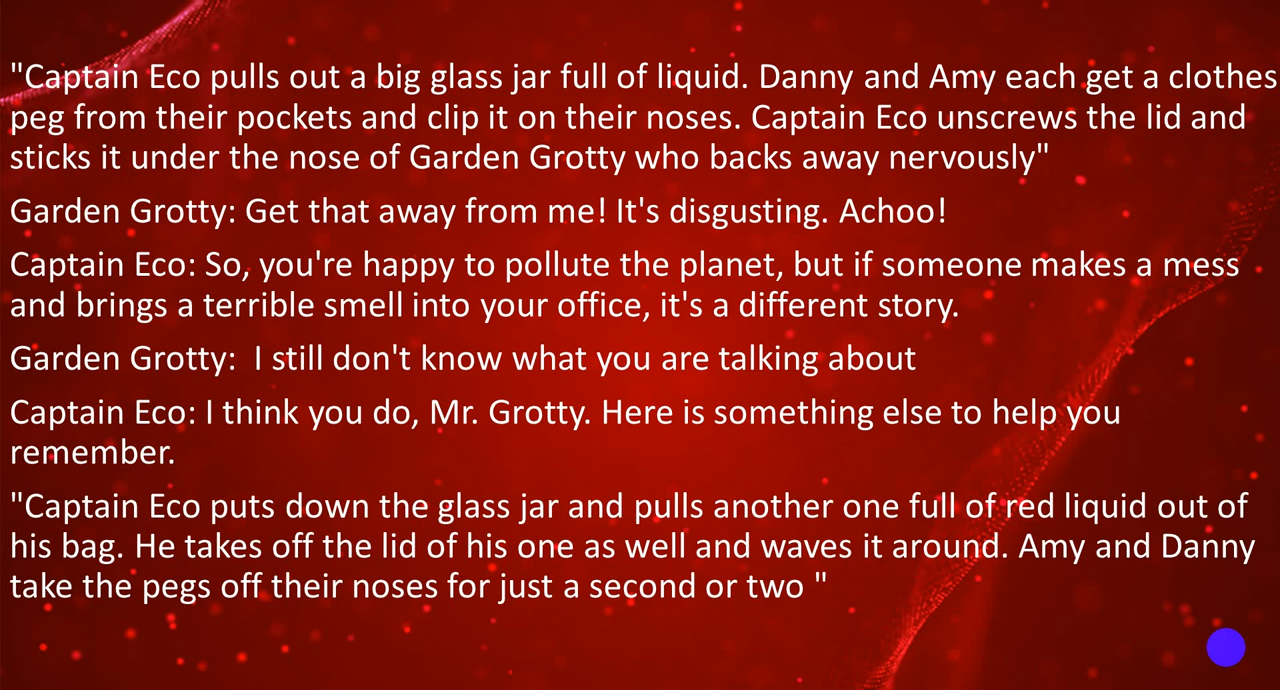 "Captain Eco pulls out a big glass jar full of liquid. Danny and Amy each get a clothes
peg from their pockets and clip it on their noses. Captain Eco unscrews the lid and
sticks it under the nose of Garden Grotty who backs away nervously"
Garden Grotty: Get that away from me! It's disgusting. Achoo!
Captain Eco: So, you're happy to pollute the planet, but if someone makes a mess
and brings a terrible smell into your office, it's a different story.
Garden Grotty:  I still don't know what you are talking about
Captain Eco: I think you do, Mr. Grotty. Here is something else to help you
remember.
"Captain Eco puts down the glass jar and pulls another one full of red liquid out of
his bag. He takes off the lid of his one as well and waves it around. Amy and Danny
take the pegs off their noses for just a second or two "